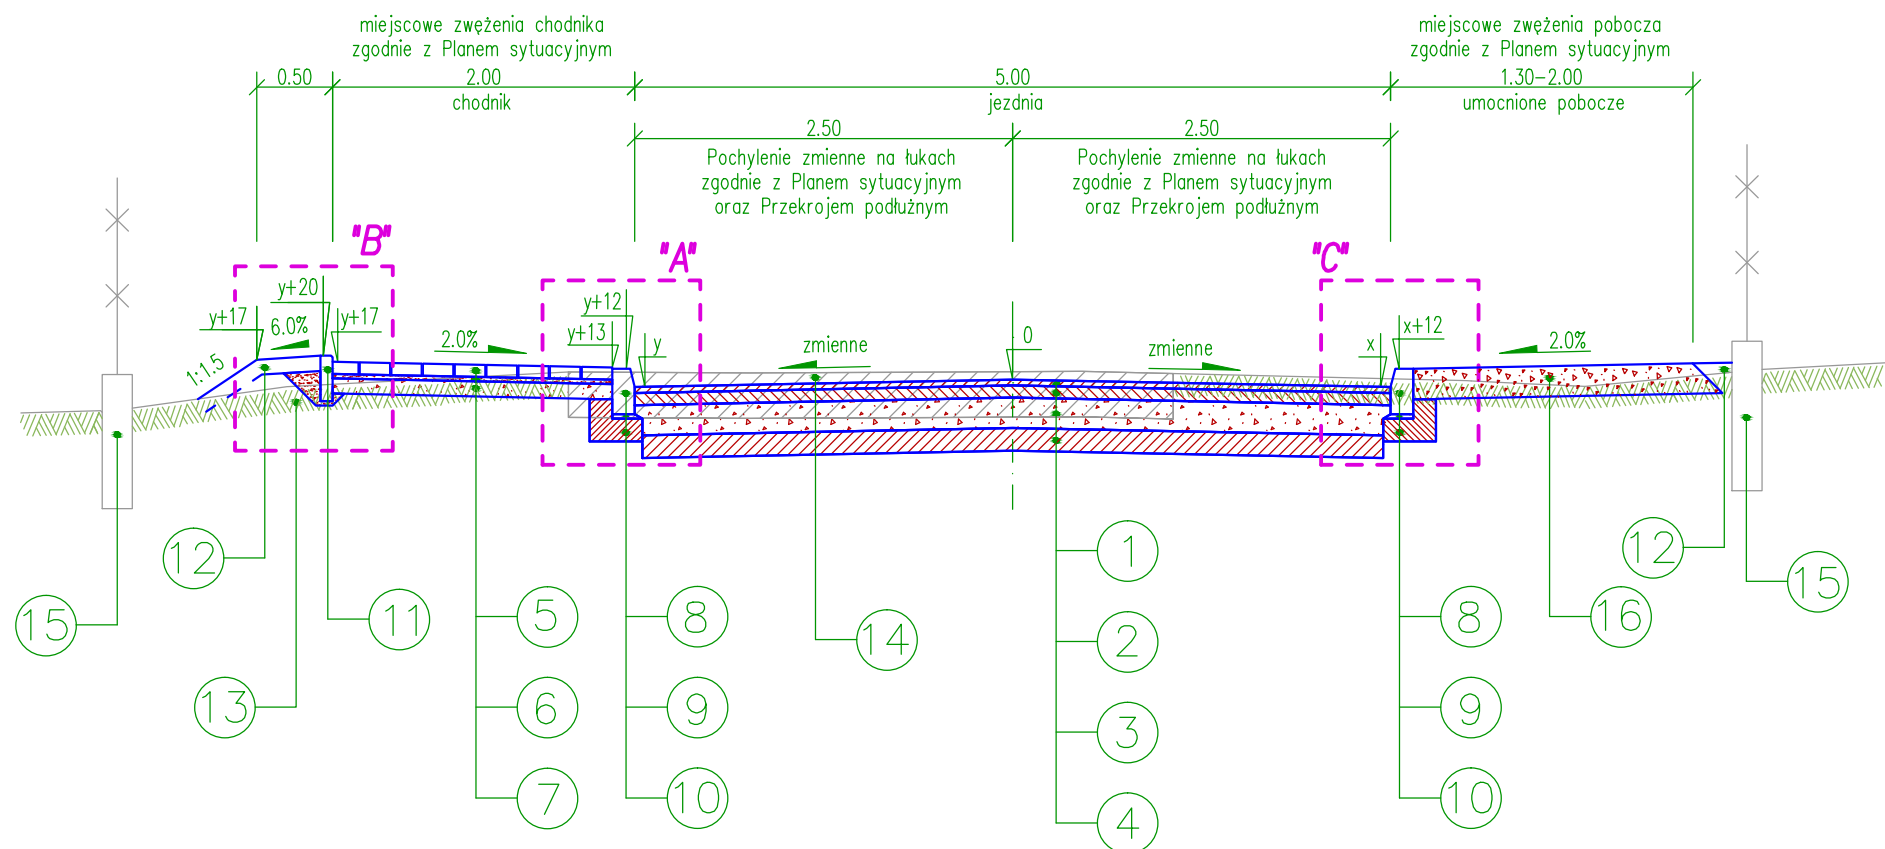 miejscowe zwężenia chodnika
zgodnie z Planem sytuacyjnym
miejscowe zwężenia pobocza
zgodnie z Planem sytuacyjnym
0.50
2.00
5.00
1.30-2.00
chodnik
jezdnia
umocnione pobocze
2.50
2.50
Pochylenie zmienne na łukach
zgodnie z Planem sytuacyjnym
oraz Przekrojem podłużnym
Pochylenie zmienne na łukach
zgodnie z Planem sytuacyjnym
oraz Przekrojem podłużnym
"B"
"A"
"C"
y+20
y+17
6.0%
y+17
2.0%
y+12
y+13
y
zmienne
0
zmienne
x
x+12
2.0%
1:1.5
12
15
13
11
5
6
7
8
9
10
14
1
2
3
4
8
9
10
16
12
15